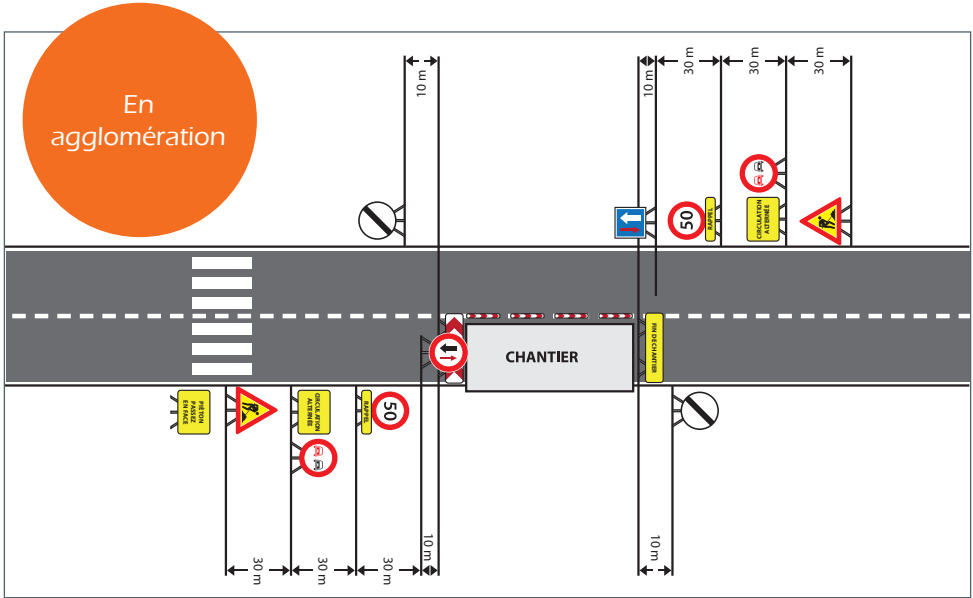 En
agglomération
10 m
10 m
30 m
30 m
30 m
50
RAPPEL
CIRCULATION
ALTERNÉE
CHANTIER
FIN DE CHANTIER
PIÉTON
PASSEZ
EN FACE
CIRCULATION
ALTERNÉE
RAPPEL
50
30 m
30 m
30 m
10 m
10 m